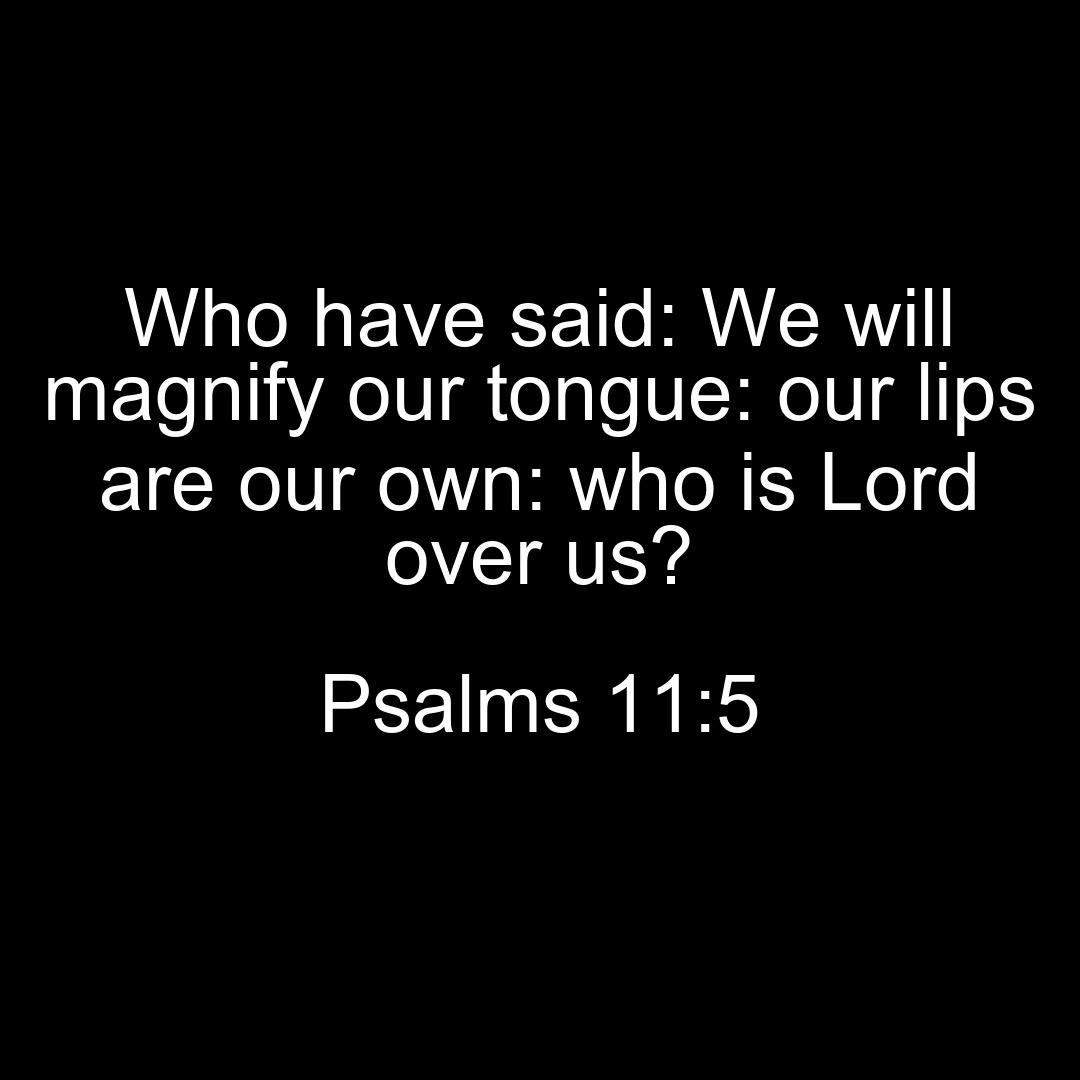 Who have said: We will
magnify our tongue: our lips
are our own: who is Lord
over us?
Psalms 11:5